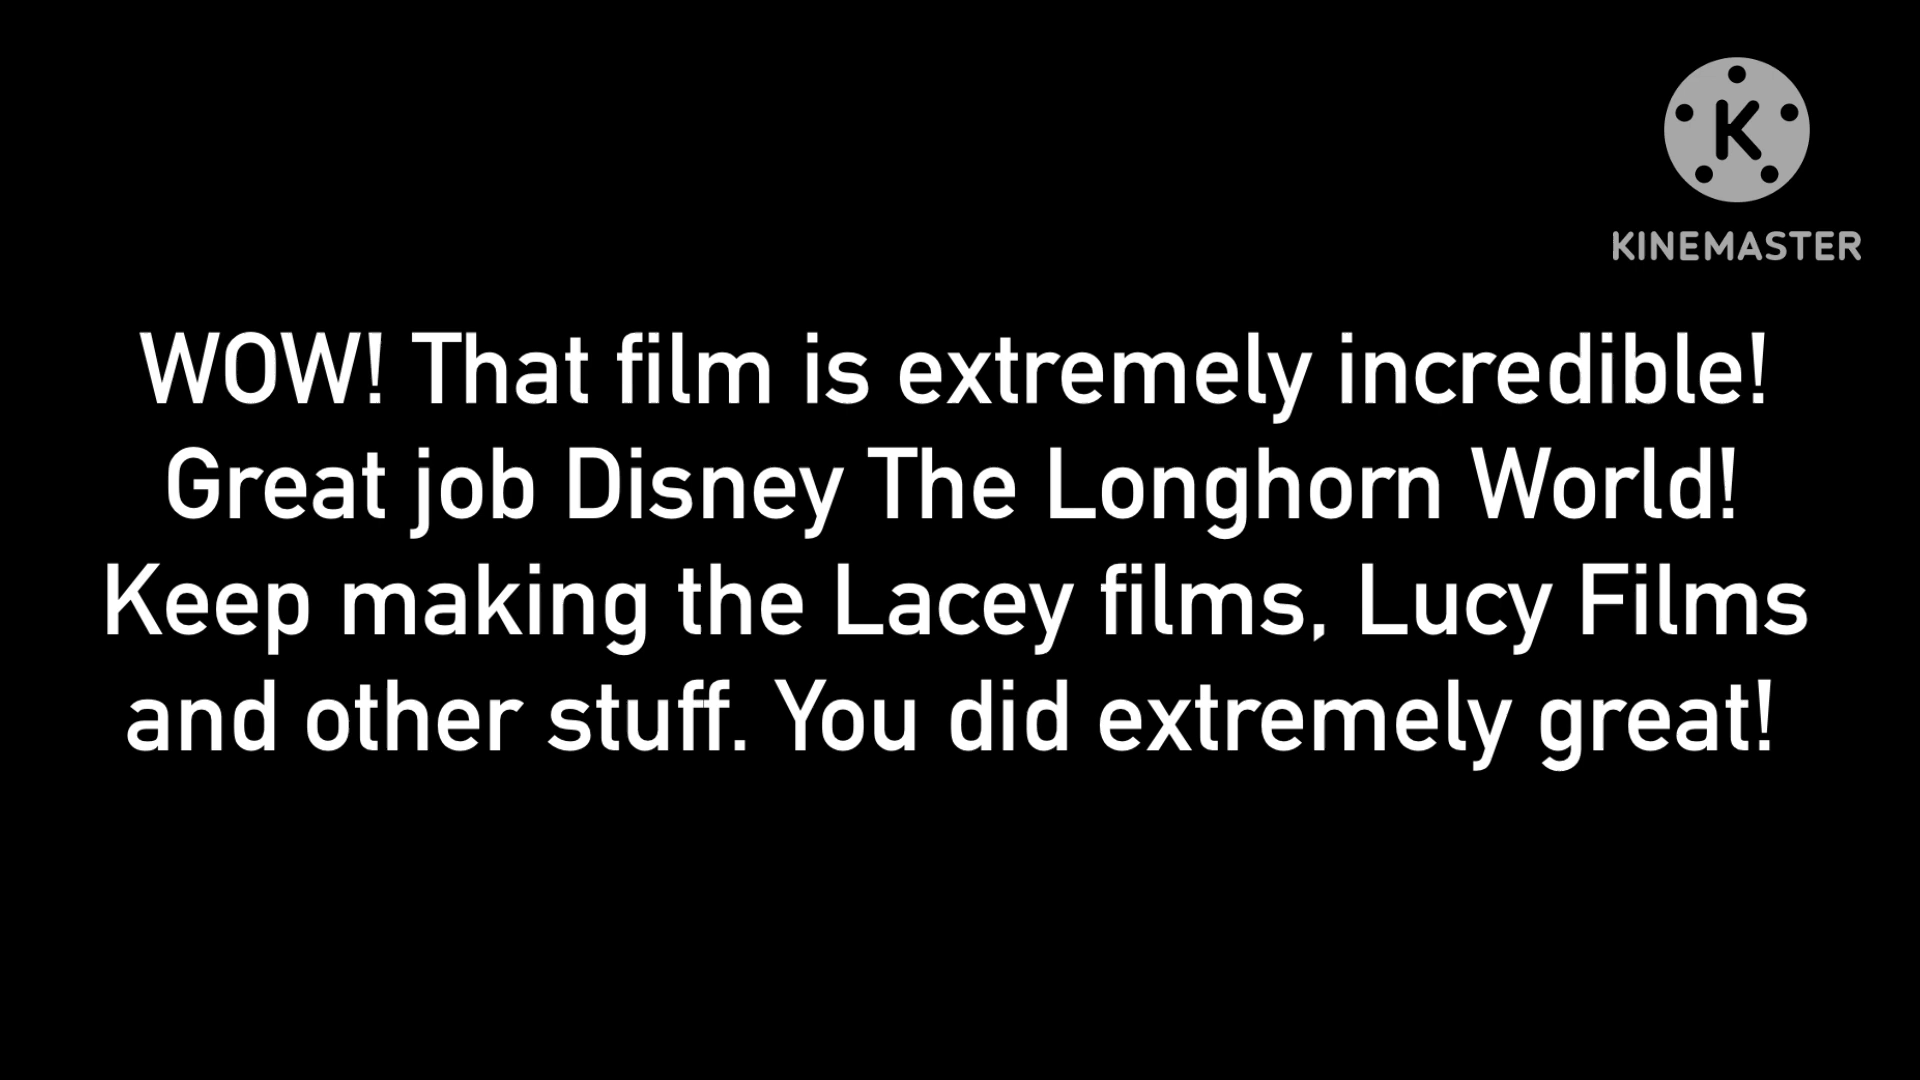 K
KINEMASTER
WOW! That film is extremely incredible!
Great job Disney The Longhorn World!
Keep making the Lacey films, Lucy Films
and other stuff. You did extremely great!